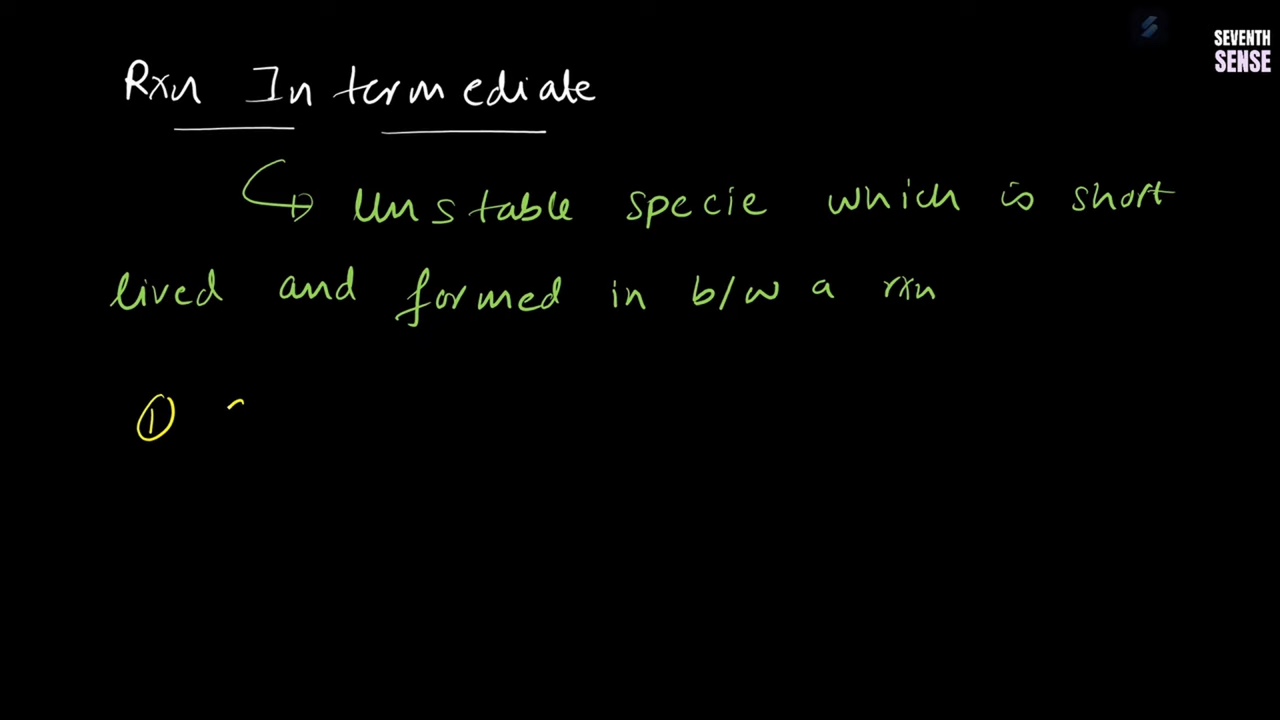 SEVENTH
SENSE
Rxn Intermediate
Unstable specie which is short
lived and formed in b/w a rxn
①